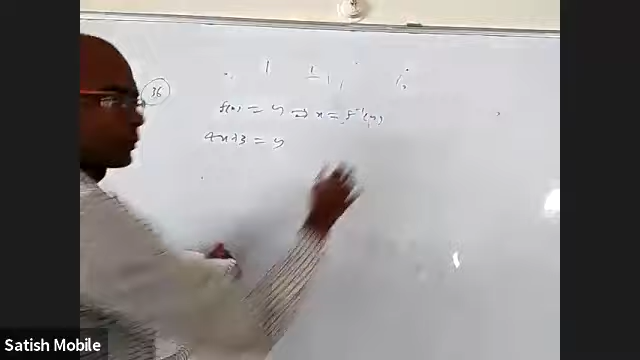 36
f(x) = y ⇒ x = f⁻¹(y)
4x+3 = y
Satish Mobile